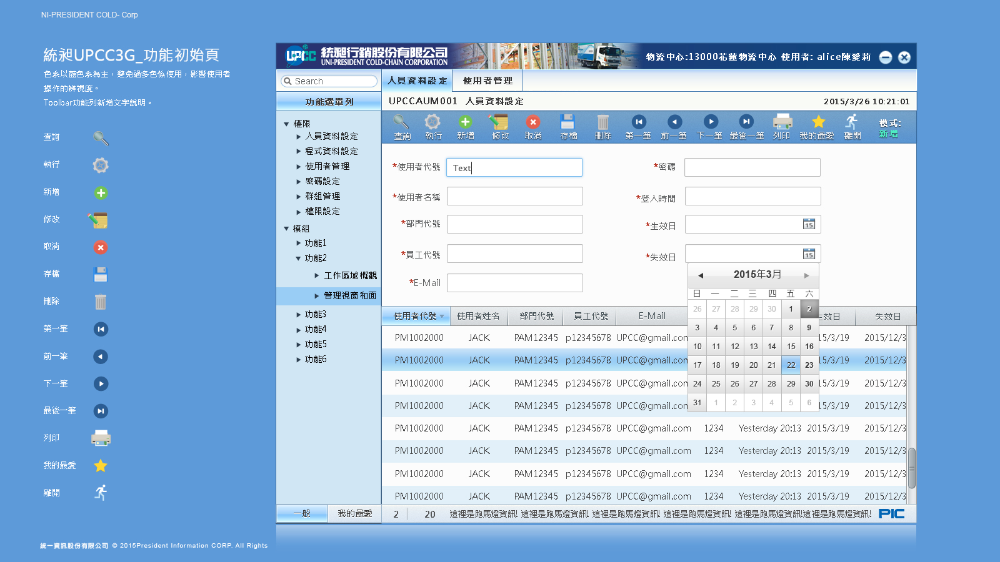 NI-PRESIDENT COLD- Corp
統昶UPCC3G_功能初始頁
色系以藍色系為主，避免過多色係使用，影響使用者
操作的辨視度。
Toolbar功能列新增文字說明。
查詢
執行
新增
修改
取消
存檔
刪除
第一筆
前一筆
下一筆
最後一筆
列印
我的最愛
離開
統一資訊股份有限公司 © 2015President Information CORP. All Rights
UPCC 統昶行銷股份有限公司
UNI-PRESIDENT COLD-CHAIN CORPORATION
物流中心:13000花蓮物流中心 使用者: alice陳愛莉
Search
人員資料設定 使用者管理
功能選單列
UPCCAUM001 人員資料設定 2015/3/26 10:21:01
權限
人員資料設定
程式資料設定
使用者管理
密碼設定
群組管理
權限設定
模組
功能1
功能2
工作區域概觀
管理視窗和面
功能3
功能4
功能5
功能6
一般 我的最愛
查詢 執行 新增 修改 取消 存檔 刪除 第一筆 前一筆 下一筆 最後一筆 列印 我的最愛 離開
模式:
新增
*使用者代號 Text
*密碼
*使用者名稱
*登入時間
*部門代號
*生效日 15
*員工代號
*失效日 15
*E-Mail
2015年3月
日 一 二 三 四 五 六
26 27 28 29 30 1 2
3 4 5 6 7 8 9
10 11 12 13 14 15 16
17 18 19 20 21 22 23
24 25 26 27 28 29 30
31 1 2 3 4 5 6
使用者代號 使用者姓名 部門代號 員工代號 E-Mail 效日 失效日
PM1002000 JACK PAM12345 p12345678 UPCC@gmail.com 15/3/19 2015/12/3
PM1002000 JACK PAM12345 p12345678 UPCC@gmail.com 15/3/19 2015/12/3
PM1002000 JACK PAM12345 p12345678 UPCC@gmail.com 15/3/19 2015/12/3
PM1002000 JACK PAM12345 p12345678 UPCC@gmail.com 15/3/19 2015/12/3
PM1002000 JACK PAM12345 p12345678 UPCC@gmail.com 1234 Yesterday 20:13 2015/3/19 2015/12/3
PM1002000 JACK PAM12345 p12345678 UPCC@gmail.com 1234 Yesterday 20:13 2015/3/19 2015/12/3
PM1002000 JACK PAM12345 p12345678 UPCC@gmail.com 1234 Yesterday 20:13 2015/3/19 2015/12/3
PM1002000 JACK PAM12345 p12345678 UPCC@gmail.com 1234 Yesterday 20:13 2015/3/19 2015/12/3
2 20 這裡是跑馬燈資訊! 這裡是跑馬燈資訊! 這裡是跑馬燈資訊! 這裡是跑馬燈資訊! 這裡是跑馬燈資訊!這裡是跑馬燈資訊! PIC